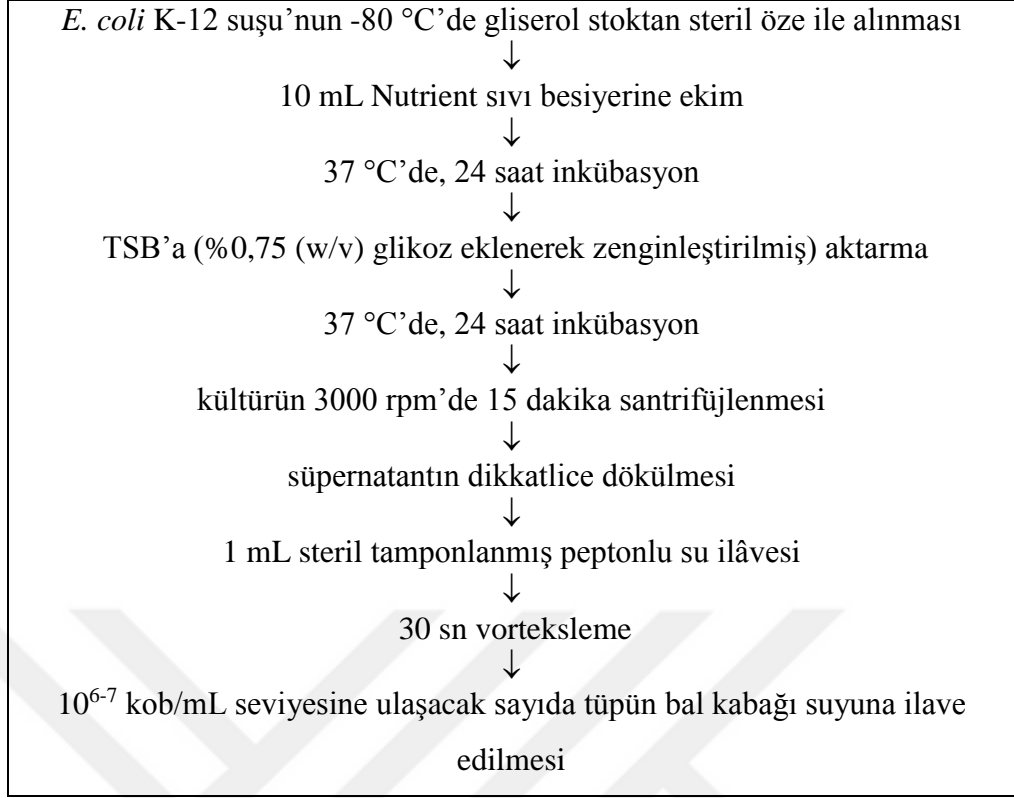 E. coli K-12 suşu’nun -80 °C’de gliserol stoktan steril öze ile alınması
↓
10 mL Nutrient sıvı besiyerine ekim
↓
37 °C’de, 24 saat inkübasyon
↓
TSB’a (%0,75 (w/v) glikoz eklenerek zenginleştirilmiş) aktarma
↓
37 °C’de, 24 saat inkübasyon
↓
kültürün 3000 rpm’de 15 dakika santrifüjlenmesi
↓
süpernatantın dikkatlice dökülmesi
↓
1 mL steril tamponlanmış peptonlu su ilâvesi
↓
30 sn vorteksleme
↓
10⁶⁻⁷ kob/mL seviyesine ulaşacak sayıda tüpün bal kabağı suyuna ilave
edilmesi